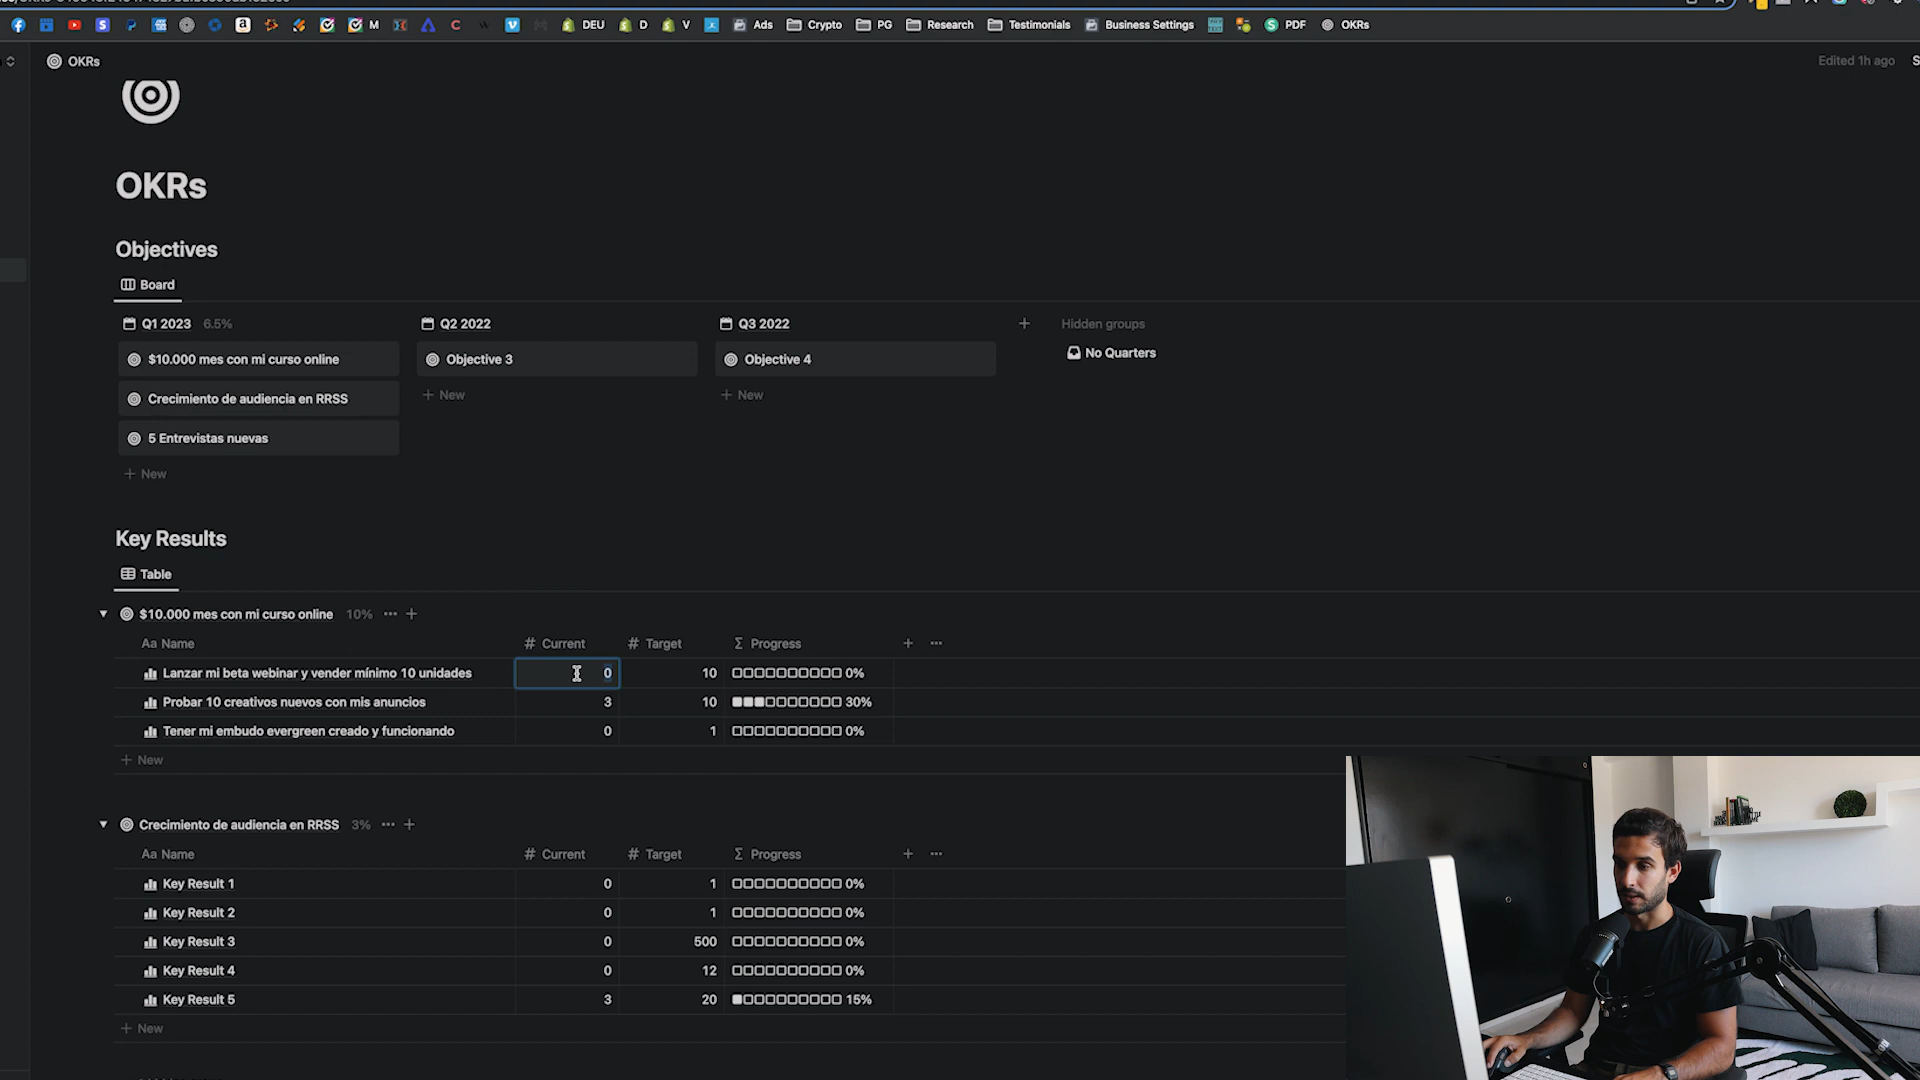 DEU
D
V
Ads
Crypto
PG
Research
Testimonials
Business Settings
PDF
OKRs
M
OKRs
Edited 1h ago
OKRs
Objectives
Board
Q1 2023 6.5%
Q2 2022
Q3 2022
Hidden groups
$10.000 mes con mi curso online
Objective 3
Objective 4
No Quarters
Crecimiento de audiencia en RRSS
+ New
+ New
5 Entrevistas nuevas
+ New
Key Results
Table
$10.000 mes con mi curso online 10% ··· +
Aa Name # Current # Target Σ Progress + ···
Lanzar mi beta webinar y vender mínimo 10 unidades 0 10 0%
Probar 10 creativos nuevos con mis anuncios 3 10 30%
Tener mi embudo evergreen creado y funcionando 0 1 0%
+ New
Crecimiento de audiencia en RRSS 3% ··· +
Aa Name # Current # Target Σ Progress + ···
Key Result 1 0 1 0%
Key Result 2 0 1 0%
Key Result 3 0 500 0%
Key Result 4 0 12 0%
Key Result 5 3 20 15%
+ New